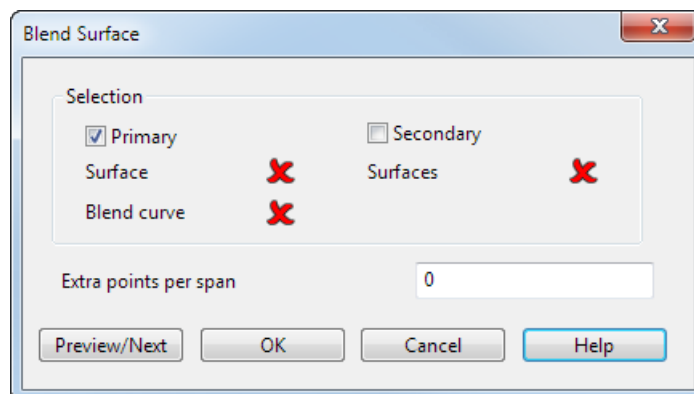 Blend Surface
Selection
Primary Secondary
Surface Surfaces
Blend curve
Extra points per span 0
Preview/Next OK Cancel Help